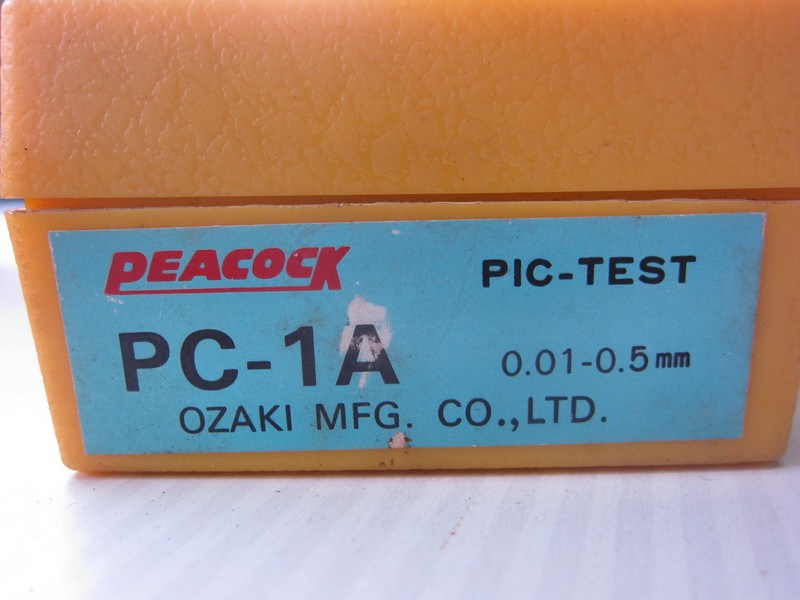 PEACOCK
PIC-TEST
PC-1A
0.01-0.5mm
OZAKI MFG. CO.,LTD.